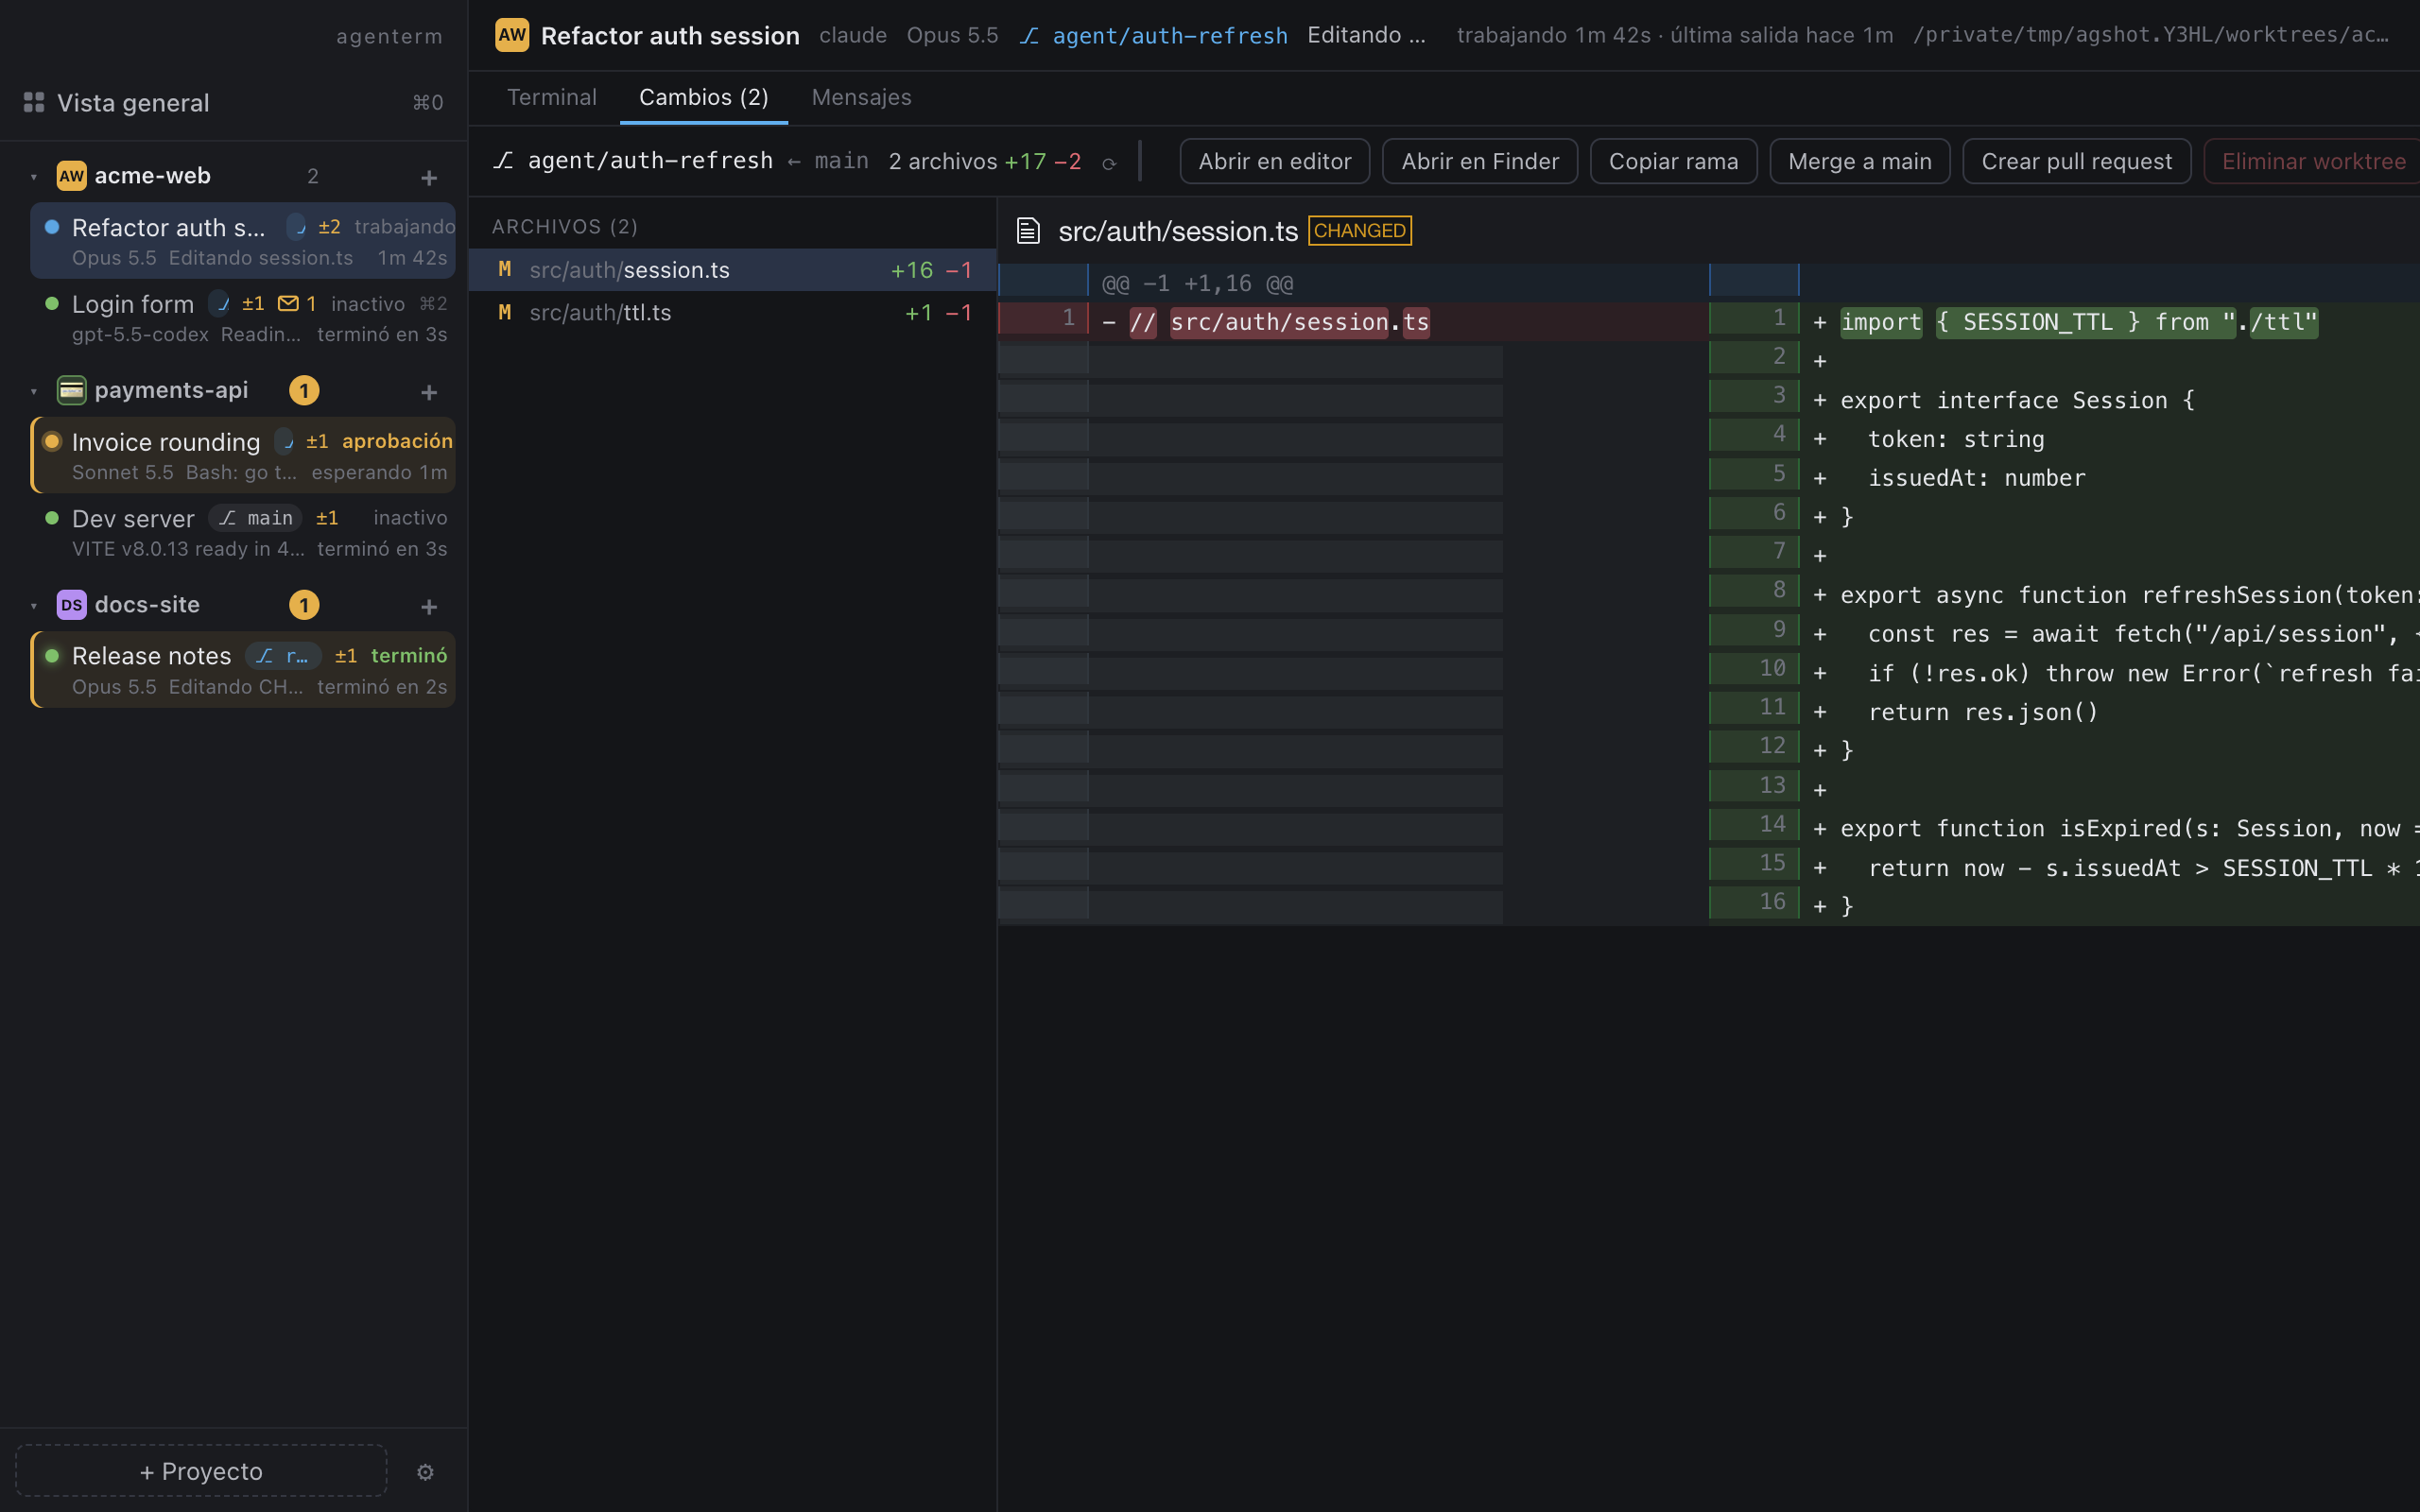 agenterm
Vista general ⌘0
AW acme-web 2 +
Refactor auth s... ±2 trabajando
Opus 5.5 Editando session.ts 1m 42s
Login form ±1 1 inactivo ⌘2
gpt-5.5-codex Readin... terminó en 3s
payments-api 1 +
Invoice rounding ±1 aprobación
Sonnet 5.5 Bash: go t... esperando 1m
Dev server main ±1 inactivo
VITE v8.0.13 ready in 4... terminó en 3s
DS docs-site 1 +
Release notes r... ±1 terminó
Opus 5.5 Editando CH... terminó en 2s
+ Proyecto
AW Refactor auth session claude Opus 5.5 agent/auth-refresh Editando ... trabajando 1m 42s · última salida hace 1m /private/tmp/agshot.Y3HL/worktrees/ac...
Terminal Cambios (2) Mensajes
agent/auth-refresh ← main 2 archivos +17 −2 Abrir en editor Abrir en Finder Copiar rama Merge a main Crear pull request Eliminar worktree
ARCHIVOS (2)
M src/auth/session.ts +16 −1
M src/auth/ttl.ts +1 −1
src/auth/session.ts CHANGED
@@ -1 +1,16 @@
1 - // src/auth/session.ts
1 + import { SESSION_TTL } from "./ttl"
2 +
3 + export interface Session {
4 + token: string
5 + issuedAt: number
6 + }
7 +
8 + export async function refreshSession(token:
9 + const res = await fetch("/api/session", {
10 + if (!res.ok) throw new Error(`refresh fai
11 + return res.json()
12 + }
13 +
14 + export function isExpired(s: Session, now =
15 + return now - s.issuedAt > SESSION_TTL * 1
16 + }